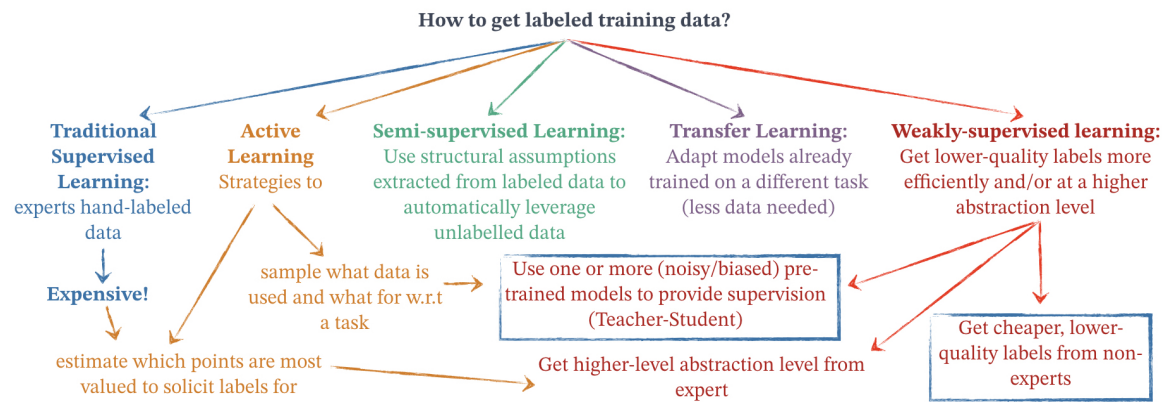 How to get labeled training data?
Traditional
Supervised
Learning:
experts hand-labeled
data
Expensive!
Active
Learning
Strategies to
sample what data is
used and what for w.r.t
a task
estimate which points are most
valued to solicit labels for
Semi-supervised Learning:
Use structural assumptions
extracted from labeled data to
automatically leverage
unlabelled data
Transfer Learning:
Adapt models already
trained on a different task
(less data needed)
Weakly-supervised learning:
Get lower-quality labels more
efficiently and/or at a higher
abstraction level
Use one or more (noisy/biased) pre-
trained models to provide supervision
(Teacher-Student)
Get higher-level abstraction level from
expert
Get cheaper, lower-
quality labels from non-
experts